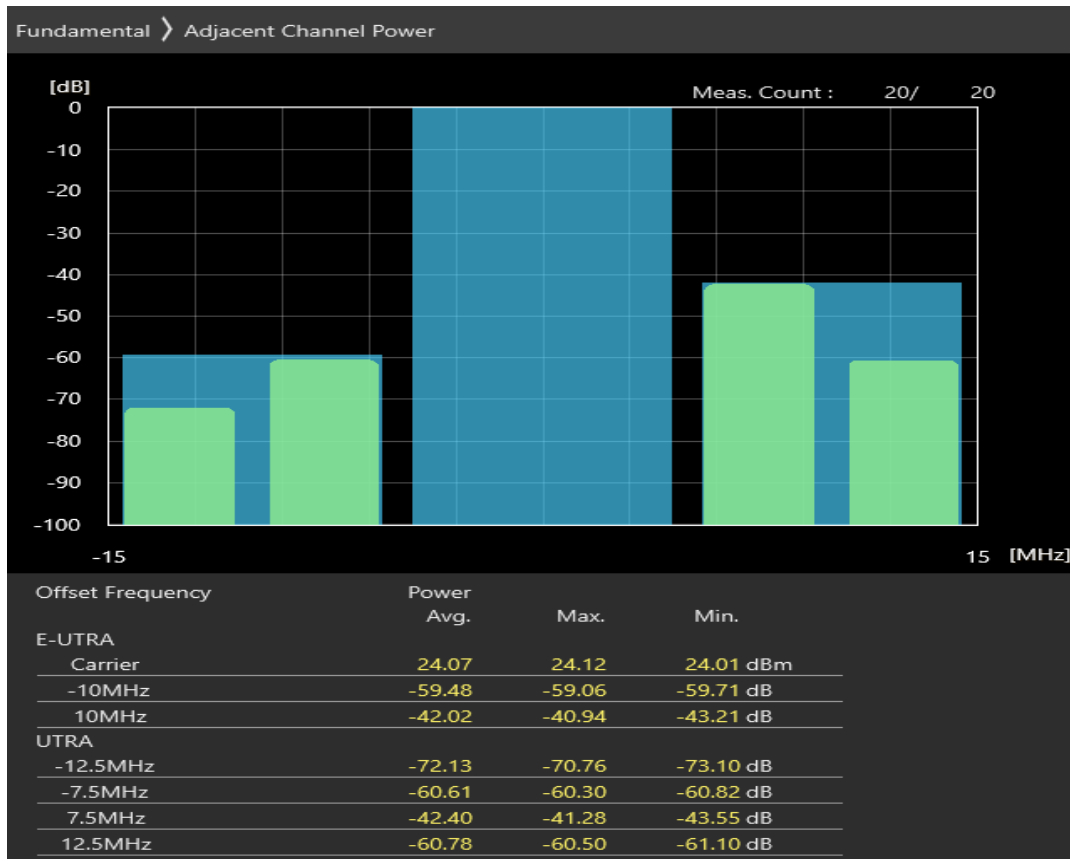 Fundamental ❯ Adjacent Channel Power
[dB]
Meas. Count : 20/ 20
0
-10
-20
-30
-40
-50
-60
-70
-80
-90
-100
-15 15 [MHz]
Offset Frequency Power
Avg. Max. Min.
E-UTRA
Carrier 24.07 24.12 24.01 dBm
-10MHz -59.48 -59.06 -59.71 dB
10MHz -42.02 -40.94 -43.21 dB
UTRA
-12.5MHz -72.13 -70.76 -73.10 dB
-7.5MHz -60.61 -60.30 -60.82 dB
7.5MHz -42.40 -41.28 -43.55 dB
12.5MHz -60.78 -60.50 -61.10 dB